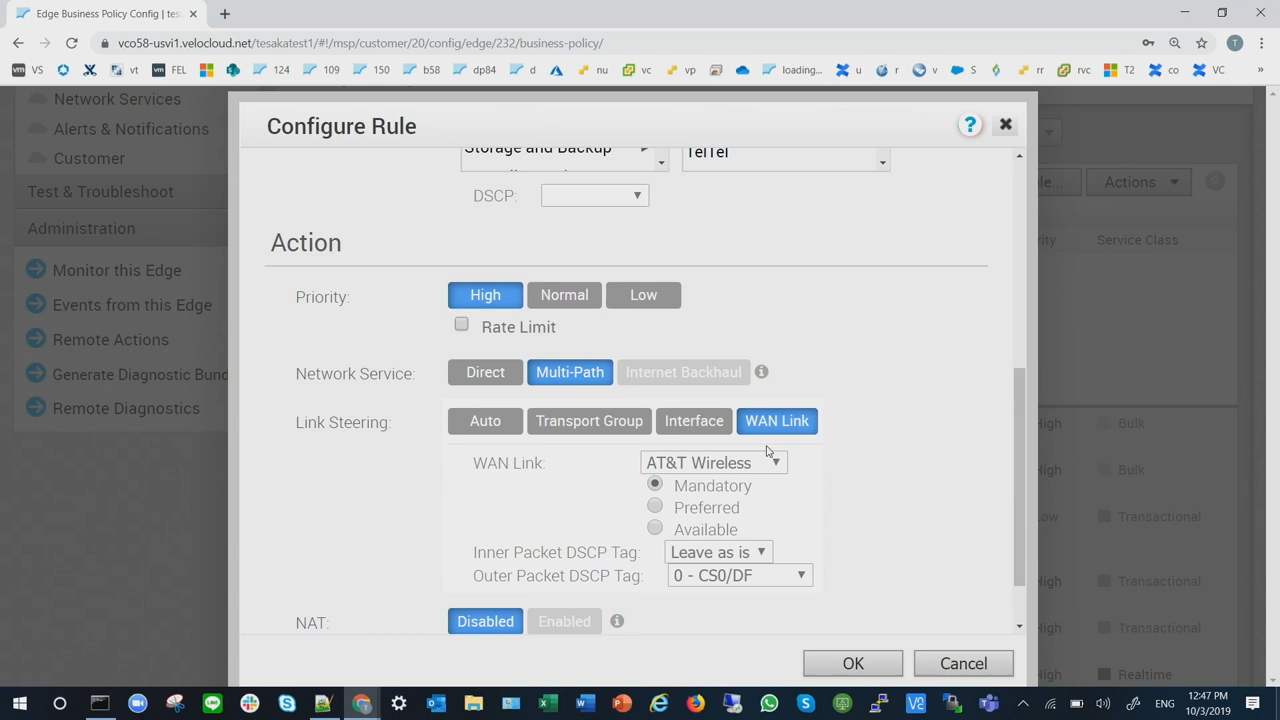 Edge Business Policy Config | tes
vco58-usvi1.velocloud.net/tesakatest1/#!/msp/customer/20/config/edge/232/business-policy/
T
vm VS vt vm FEL 124 109 150 b58 dp84 d nu vc vp loading... u r v S rr rvc T2 co VC »
Network Services
Alerts & Notifications
Customer
Test & Troubleshoot
Administration
Monitor this Edge
Events from this Edge
Remote Actions
Generate Diagnostic Bund
Remote Diagnostics
Configure Rule
?
Storage and Backup
TelTel
DSCP:
Action
Priority: High Normal Low
Rate Limit
Network Service: Direct Multi-Path Internet Backhaul
Link Steering: Auto Transport Group Interface WAN Link
WAN Link: AT&T Wireless
Mandatory
Preferred
Available
Inner Packet DSCP Tag: Leave as is
Outer Packet DSCP Tag: 0 - CS0/DF
NAT: Disabled Enabled
OK Cancel
le... Actions
rity Service Class
High Bulk
High Bulk
Low Transactional
High Transactional
High Transactional
High Realtime
ENG
12:47 PM
10/3/2019